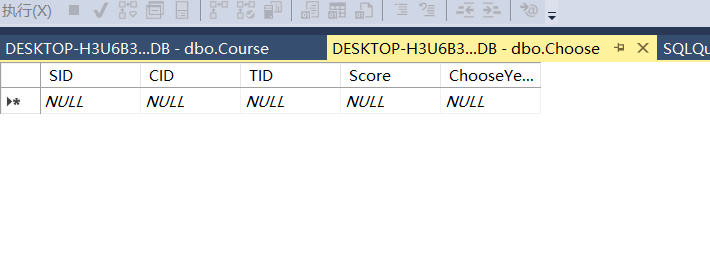 执行(X)
DESKTOP-H3U6B3...DB - dbo.Course DESKTOP-H3U6B3...DB - dbo.Choose SQLQu
SID CID TID Score ChooseYe...
NULL NULL NULL NULL NULL